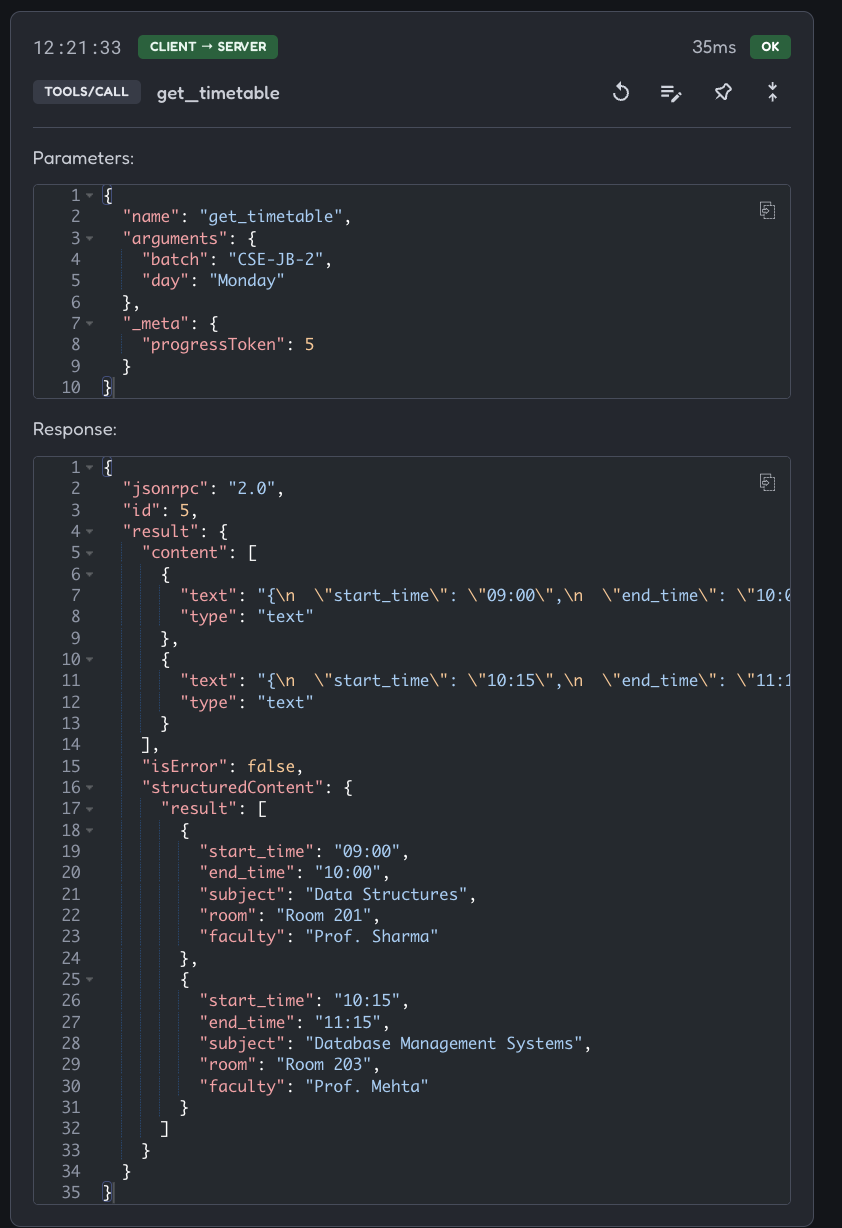 12:21:33 CLIENT → SERVER 35ms OK
TOOLS/CALL get_timetable
Parameters:
1 {
2 "name": "get_timetable",
3 "arguments": {
4 "batch": "CSE-JB-2",
5 "day": "Monday"
6 },
7 "_meta": {
8 "progressToken": 5
9 }
10 }
Response:
1 {
2 "jsonrpc": "2.0",
3 "id": 5,
4 "result": {
5 "content": [
6 {
7 "text": "{\n  \"start_time\": \"09:00\",\n  \"end_time\": \"10:0
8 "type": "text"
9 },
10 {
11 "text": "{\n  \"start_time\": \"10:15\",\n  \"end_time\": \"11:1
12 "type": "text"
13 }
14 ],
15 "isError": false,
16 "structuredContent": {
17 "result": [
18 {
19 "start_time": "09:00",
20 "end_time": "10:00",
21 "subject": "Data Structures",
22 "room": "Room 201",
23 "faculty": "Prof. Sharma"
24 },
25 {
26 "start_time": "10:15",
27 "end_time": "11:15",
28 "subject": "Database Management Systems",
29 "room": "Room 203",
30 "faculty": "Prof. Mehta"
31 }
32 ]
33 }
34 }
35 }